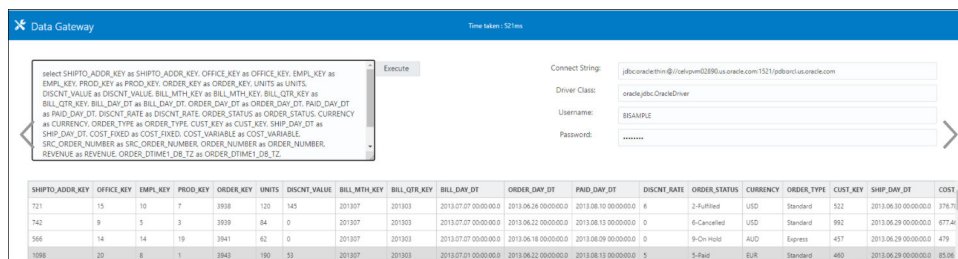 Data Gateway
Time taken : 521ms
select SHIPTO_ADDR_KEY as SHIPTO_ADDR_KEY, OFFICE_KEY as OFFICE_KEY, EMPL_KEY as
EMPL_KEY, PROD_KEY as PROD_KEY, ORDER_KEY as ORDER_KEY, UNITS as UNITS,
DISCNT_VALUE as DISCNT_VALUE, BILL_MTH_KEY as BILL_MTH_KEY, BILL_QTR_KEY as
BILL_QTR_KEY, BILL_DAY_DT as BILL_DAY_DT, ORDER_DAY_DT as ORDER_DAY_DT, PAID_DAY_DT
as PAID_DAY_DT, DISCNT_RATE as DISCNT_RATE, ORDER_STATUS as ORDER_STATUS, CURRENCY
as CURRENCY, ORDER_TYPE as ORDER_TYPE, CUST_KEY as CUST_KEY, SHIP_DAY_DT as
SHIP_DAY_DT, COST_FIXED as COST_FIXED, COST_VARIABLE as COST_VARIABLE,
SRC_ORDER_NUMBER as SRC_ORDER_NUMBER, ORDER_NUMBER as ORDER_NUMBER,
REVENUE as REVENUE, ORDER_DTIME1_DB_TZ as ORDER_DTIME1_DB_TZ,
Execute
Connect String: jdbc:oracle:thin:@//celvpvm02890.us.oracle.com:1521/pdborcl.us.oracle.com
Driver Class: oracle.jdbc.OracleDriver
Username: BISAMPLE
Password: ••••••••
SHIPTO_ADDR_KEY OFFICE_KEY EMPL_KEY PROD_KEY ORDER_KEY UNITS DISCNT_VALUE BILL_MTH_KEY BILL_QTR_KEY BILL_DAY_DT ORDER_DAY_DT PAID_DAY_DT DISCNT_RATE ORDER_STATUS CURRENCY ORDER_TYPE CUST_KEY SHIP_DAY_DT COST
721 15 10 7 3938 120 145 201307 201303 2013.07.07 00:00:00.0 2013.06.26 00:00:00.0 2013.08.10 00:00:00.0 6 2-Fulfilled USD Standard 522 2013.06.30 00:00:00.0
742 9 5 3 3939 84 0 201307 201303 2013.07.07 00:00:00.0 2013.06.22 00:00:00.0 2013.08.10 00:00:00.0 0 6-Cancelled USD Standard 992 2013.06.29 00:00:00.0
566 14 14 19 3941 62 0 201307 201303 2013.07.07 00:00:00.0 2013.06.18 00:00:00.0 2013.08.29 00:00:00.0 0 9-On Hold AUD Express 457 2013.06.29 00:00:00.0 479
1098 20 8 1 3943 190 53 201307 201303 2013.07.01 00:00:00.0 2013.06.22 00:00:00.0 2013.08.13 00:00:00.0 5 5-Paid EUR Standard 460 2013.06.29 00:00:00.0 85.06